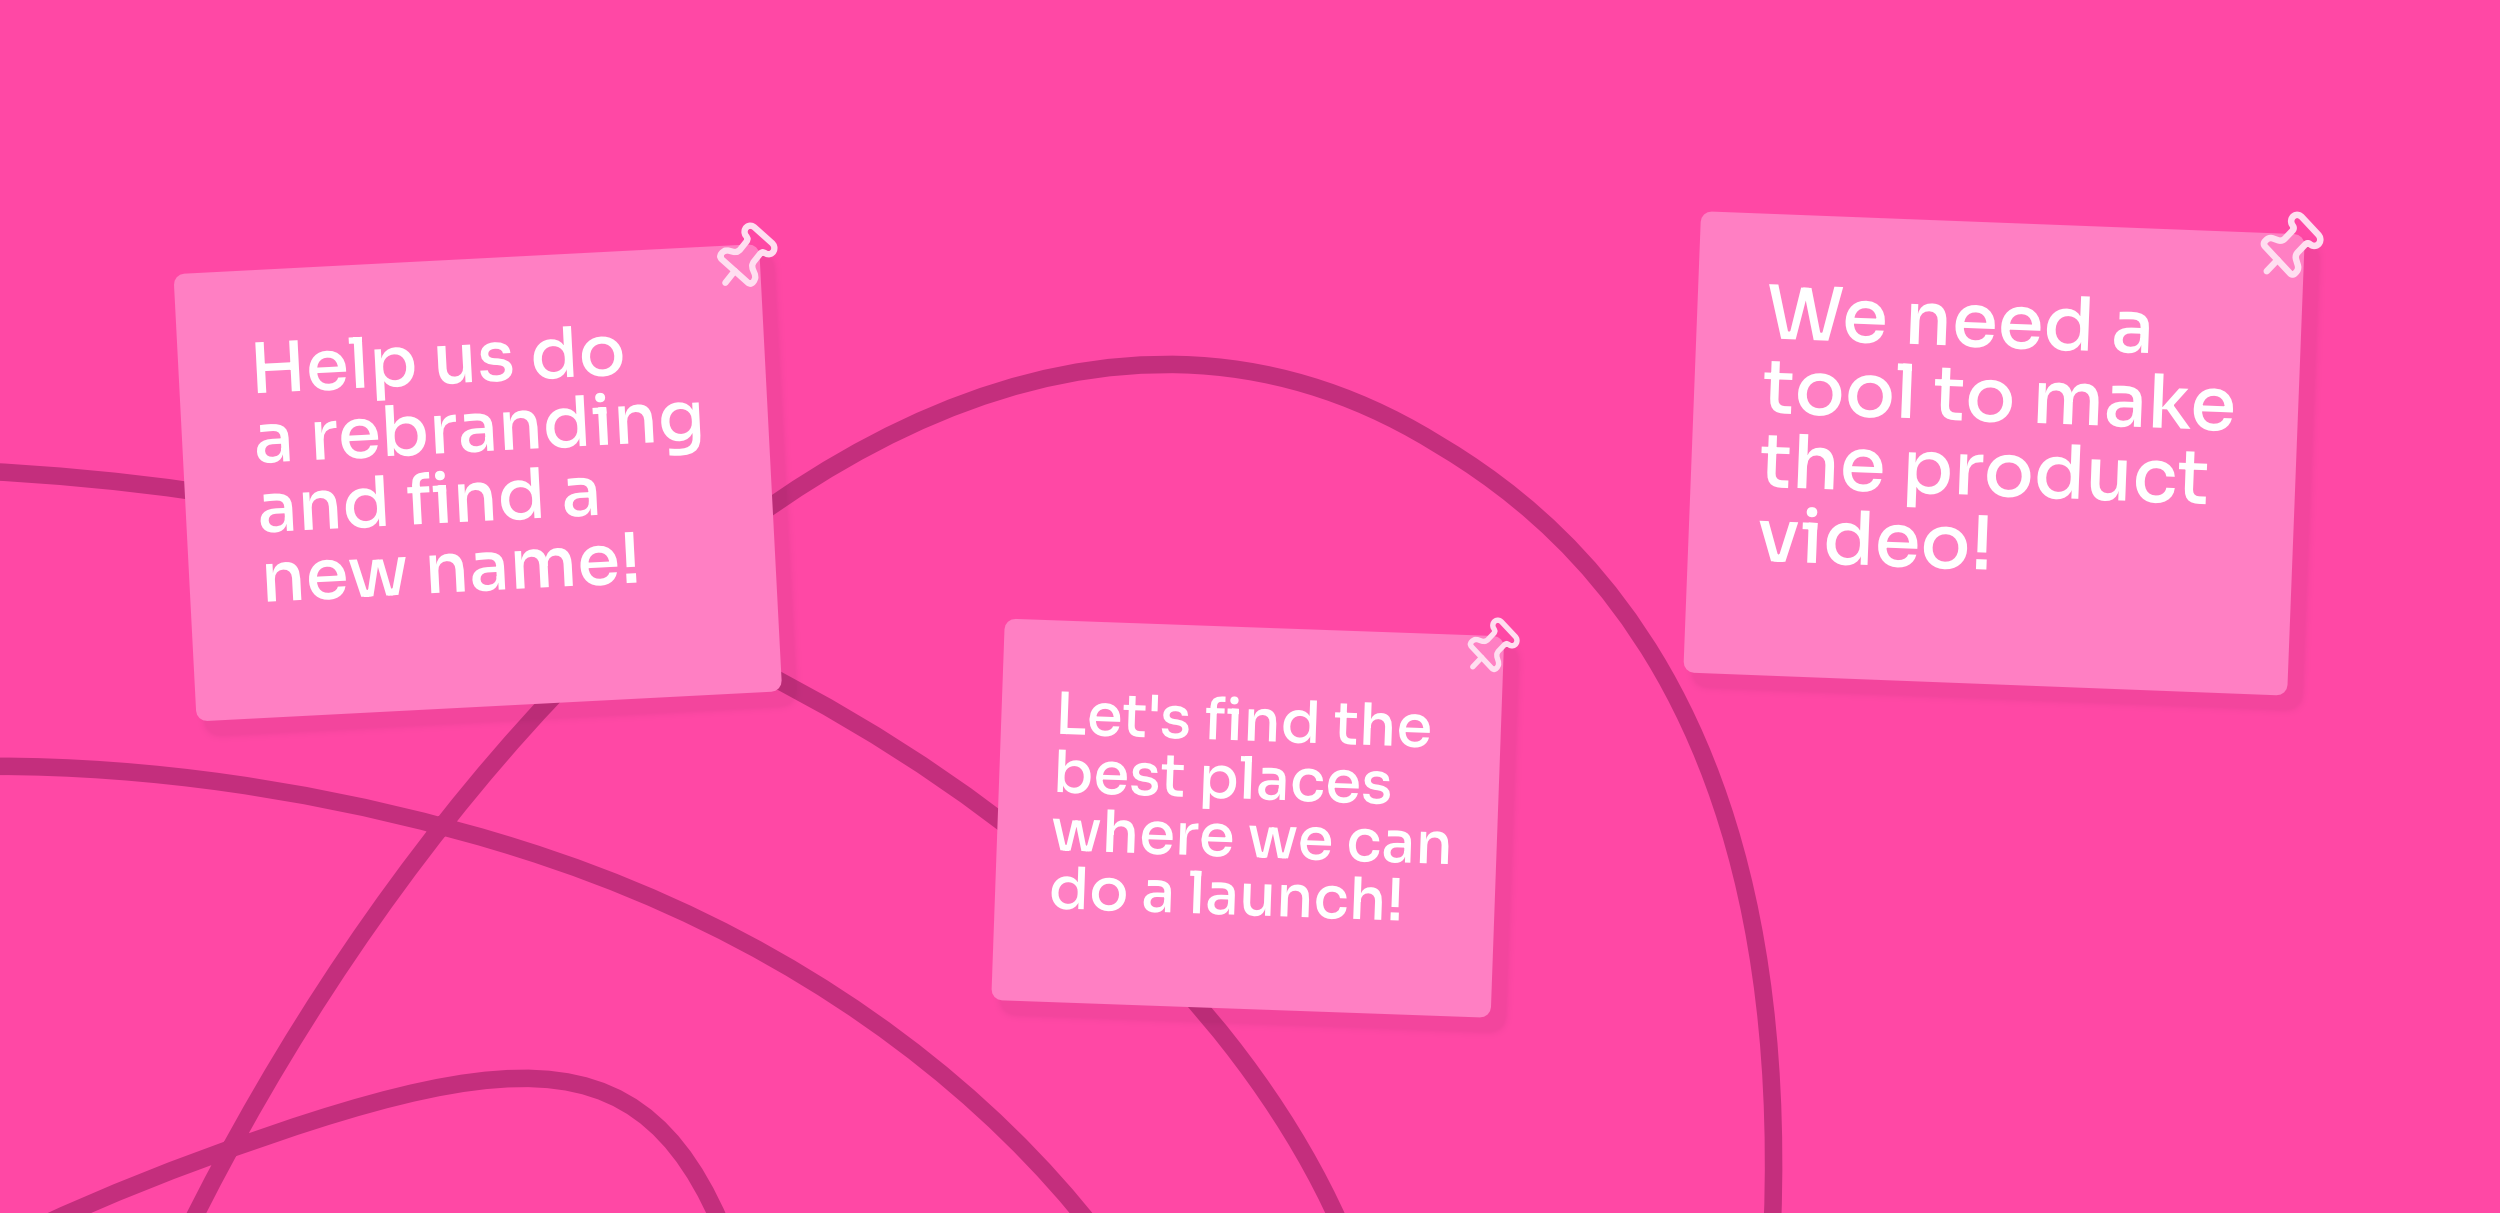 Help us do
a rebranding
and find a
new name!
Let's find the
best places
where we can
do a launch!
We need a
tool to make
the product
video!